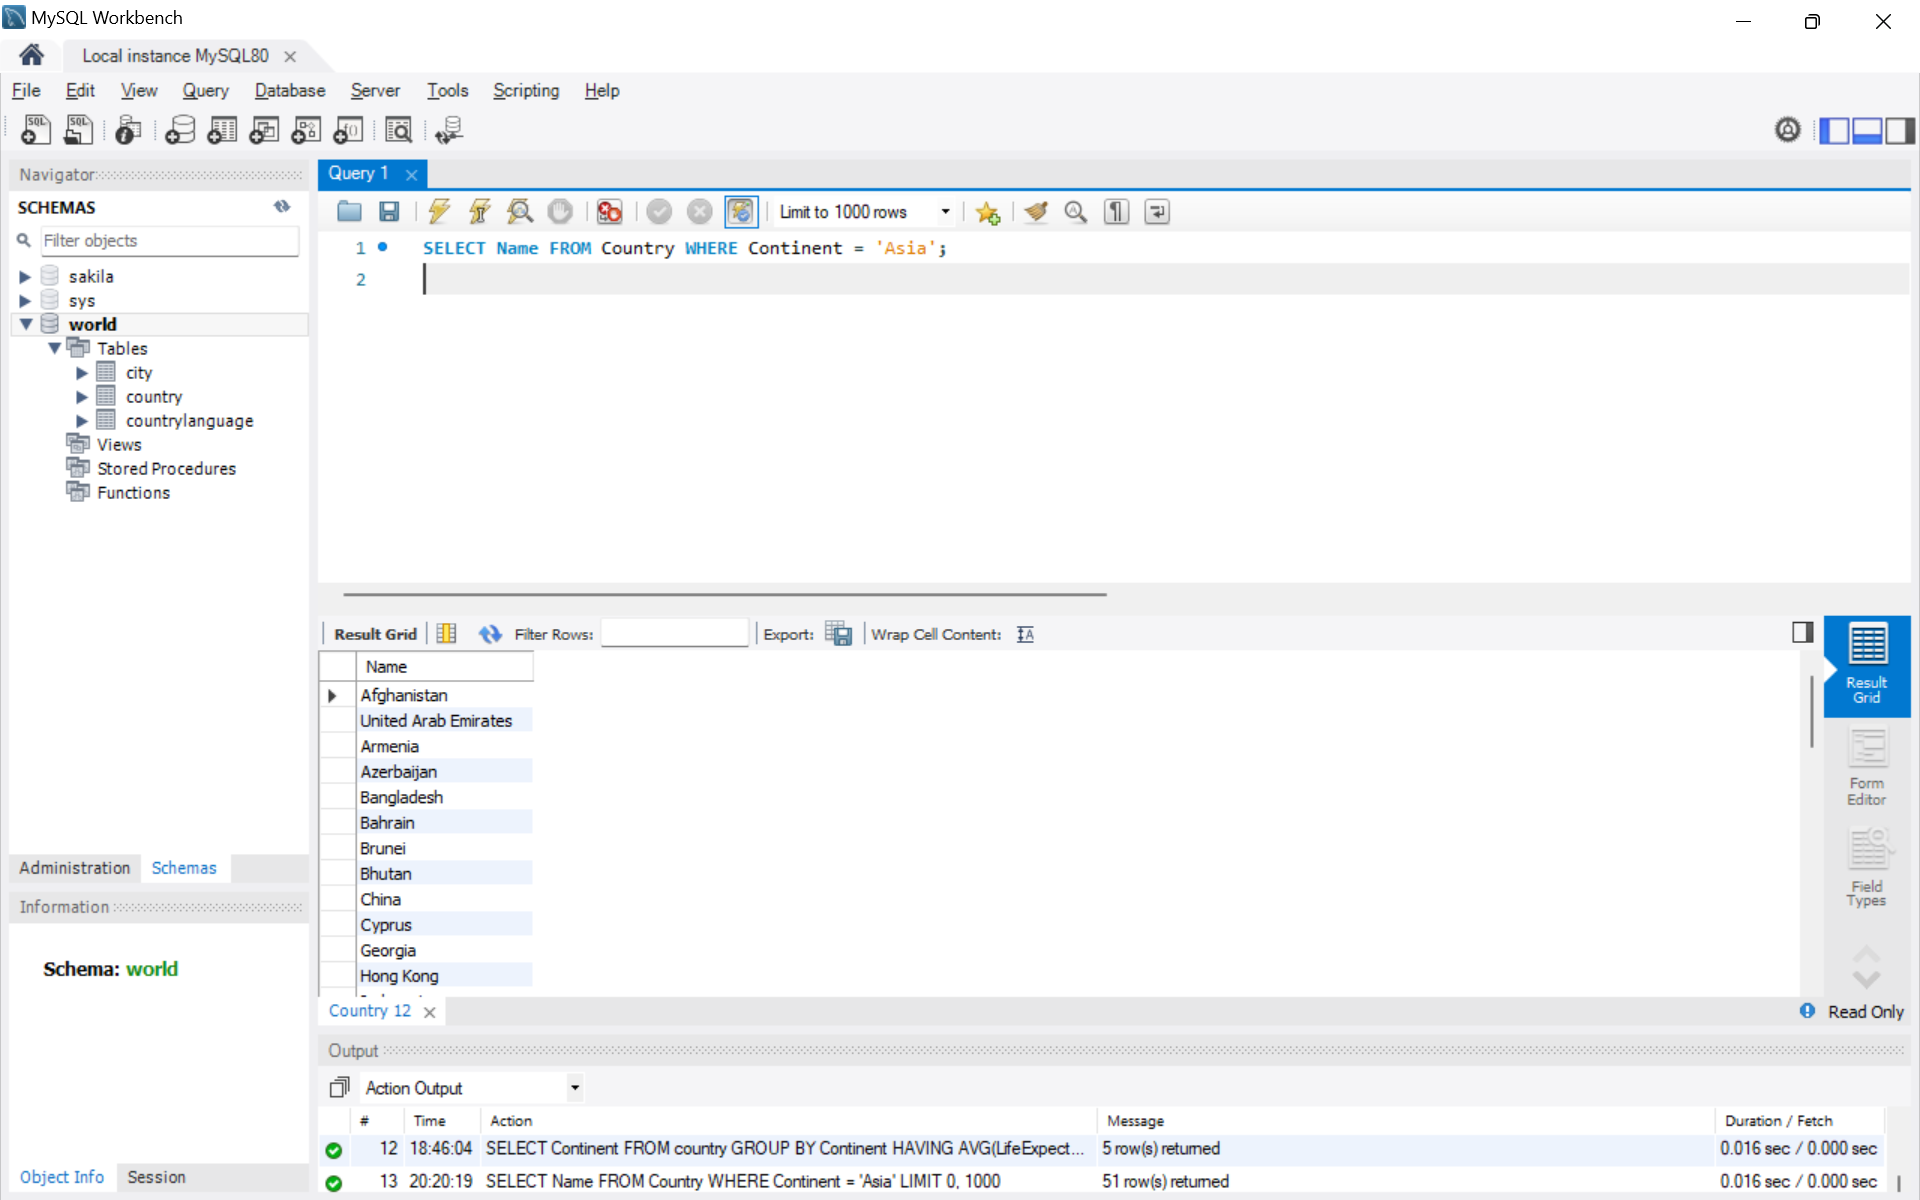 MySQL Workbench
Local instance MySQL80
File Edit View Query Database Server Tools Scripting Help
SQL SQL
Navigator
SCHEMAS
Filter objects
sakila
sys
world
Tables
city
country
countrylanguage
Views
Stored Procedures
Functions
Administration Schemas
Information
Schema: world
Object Info Session
Query 1
Limit to 1000 rows
1 SELECT Name FROM Country WHERE Continent = 'Asia';
2
Result Grid Filter Rows: Export: Wrap Cell Content:
Name
Afghanistan
United Arab Emirates
Armenia
Azerbaijan
Bangladesh
Bahrain
Brunei
Bhutan
China
Cyprus
Georgia
Hong Kong
Result
Grid
Form
Editor
Field
Types
Country 12
Read Only
Output
Action Output
# Time Action Message Duration / Fetch
12 18:46:04 SELECT Continent FROM country GROUP BY Continent HAVING AVG(LifeExpect... 5 row(s) returned 0.016 sec / 0.000 sec
13 20:20:19 SELECT Name FROM Country WHERE Continent = 'Asia' LIMIT 0, 1000 51 row(s) returned 0.016 sec / 0.000 sec